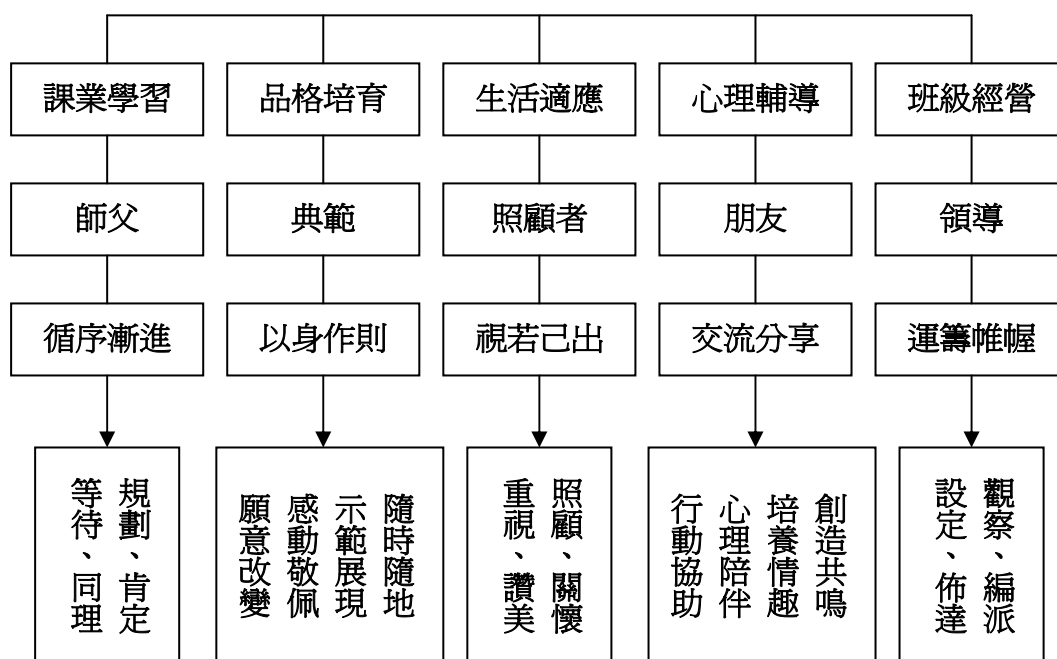 課業學習
品格培育
生活適應
心理輔導
班級經營
師父
典範
照顧者
朋友
領導
循序漸進
以身作則
視若己出
交流分享
運籌帷幄
規劃、肯定
等待、同理
隨時隨地
示範展現
感動敬佩
願意改變
照顧、關懷
重視、讚美
創造共鳴
培養情趣
心理陪伴
行動協助
觀察、編派
設定、佈達